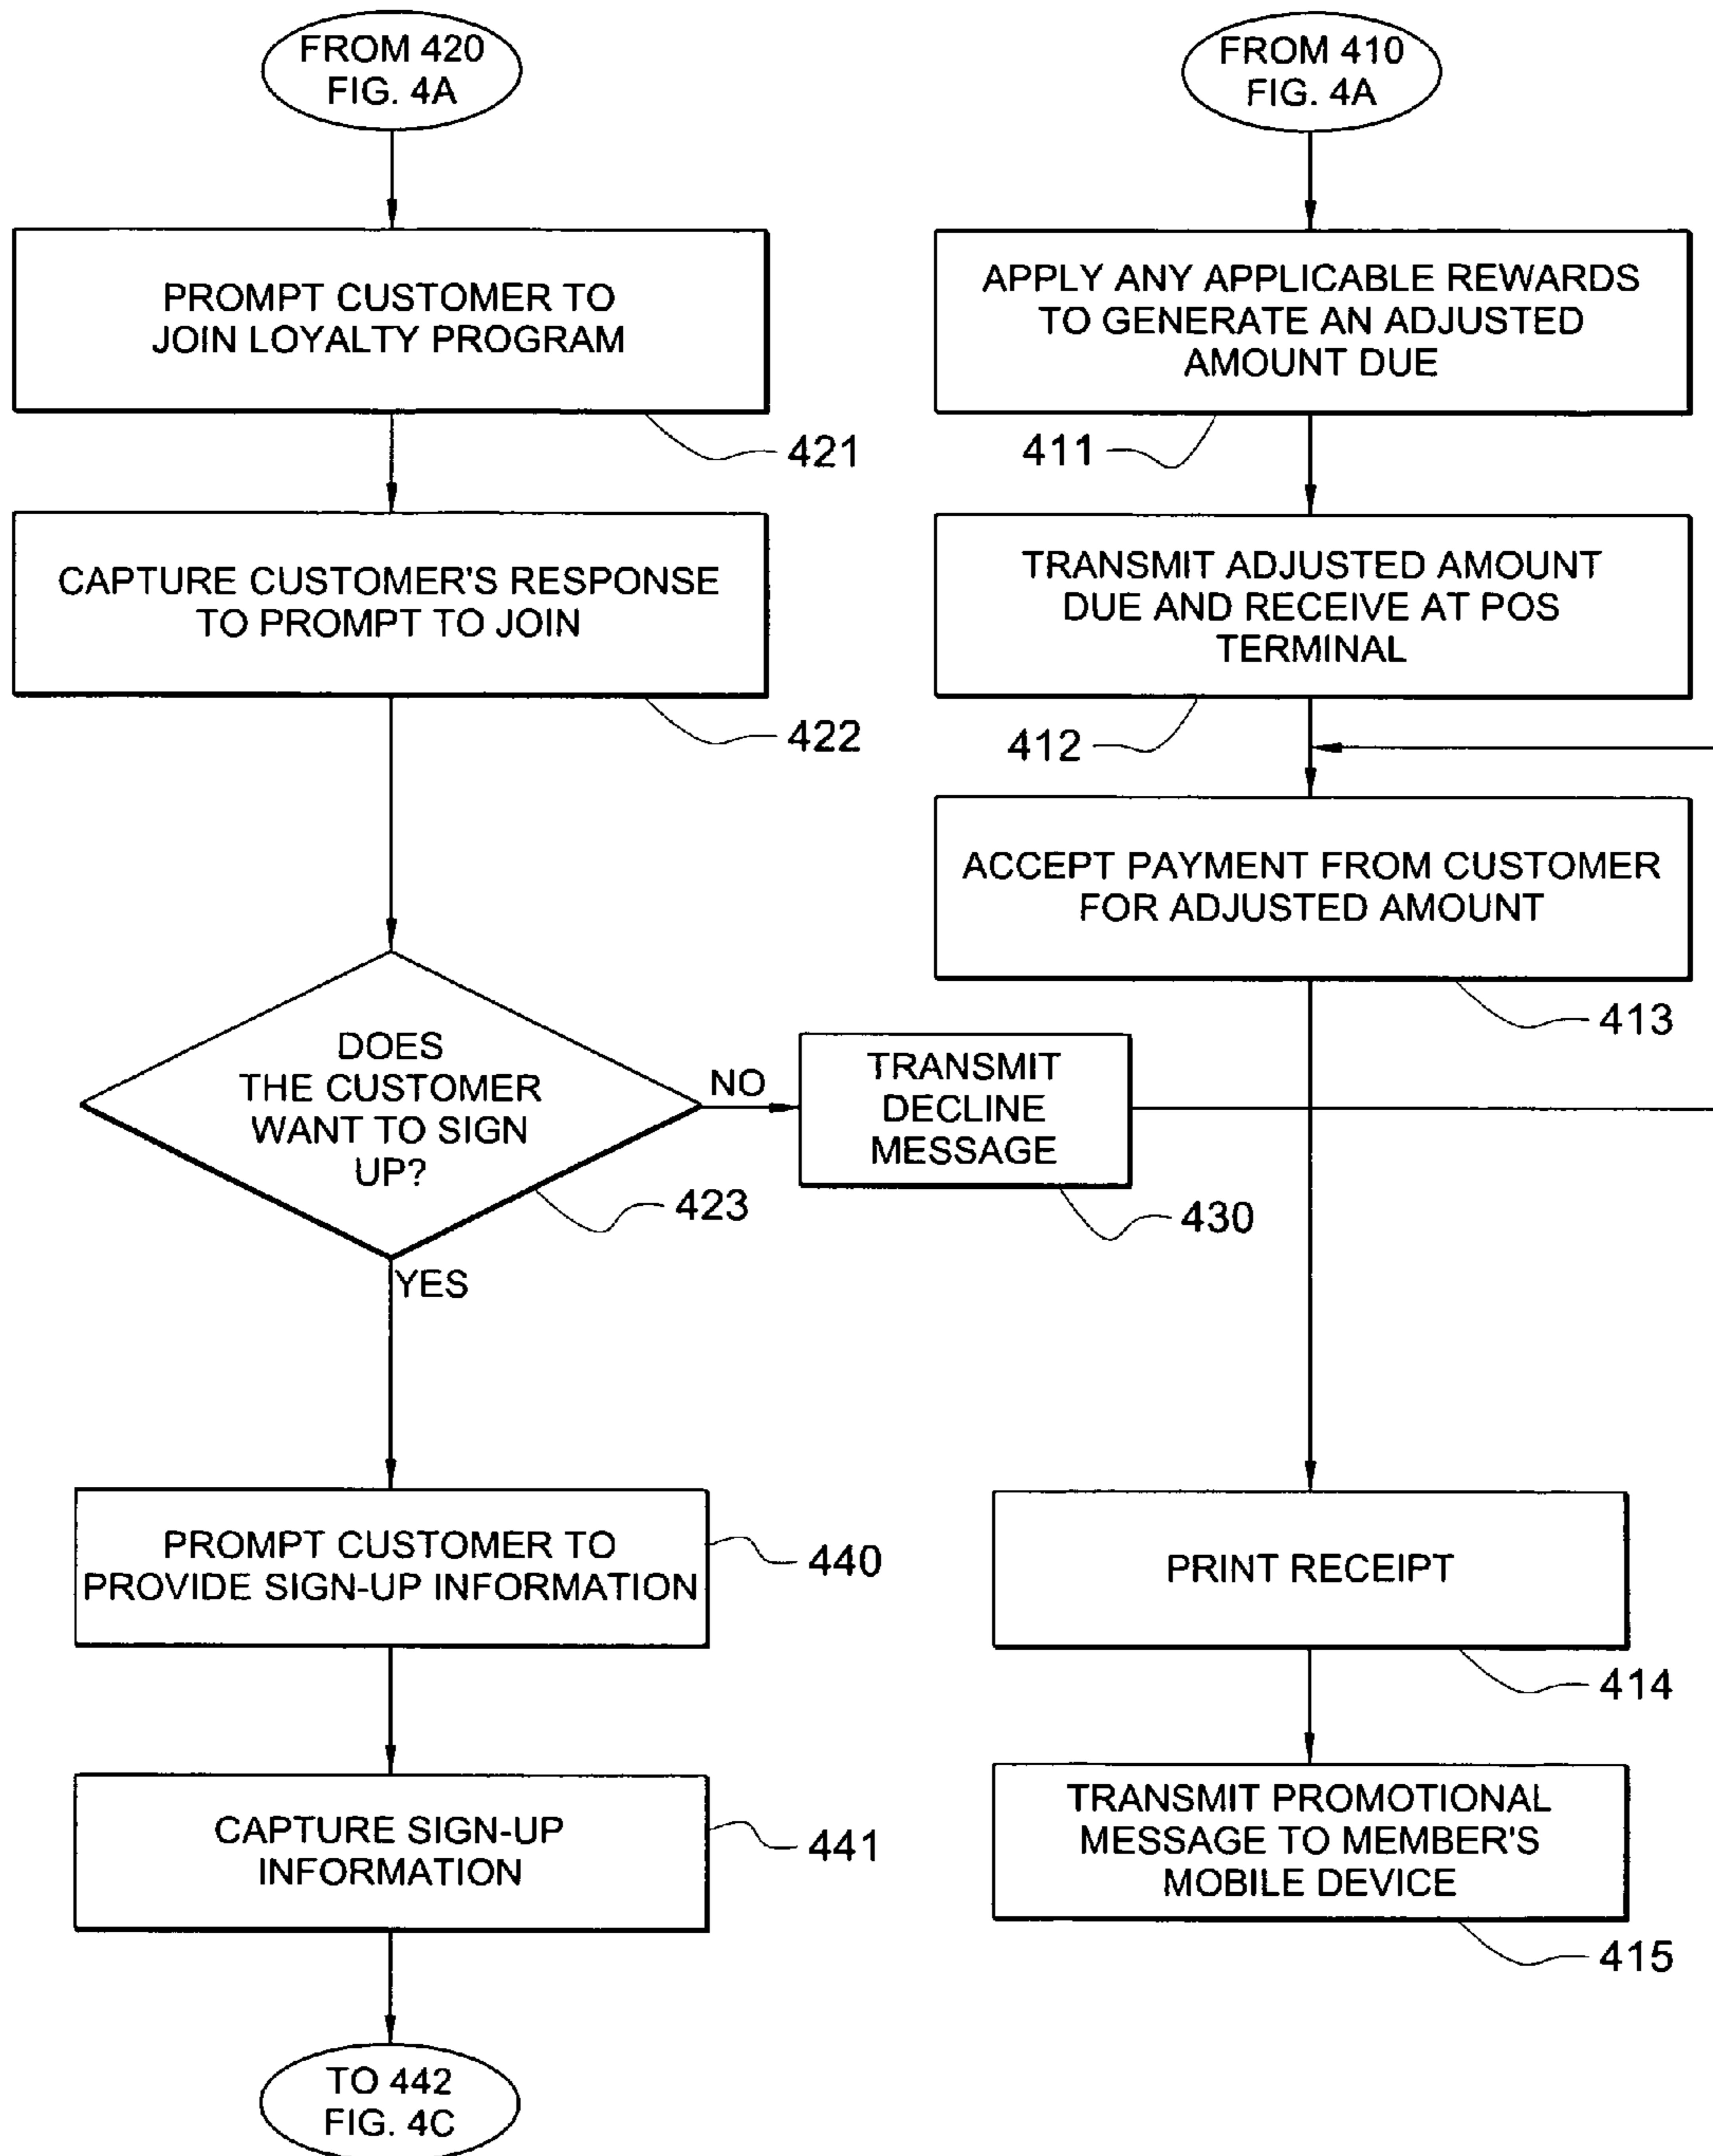 FROM 420
FIG. 4A
PROMPT CUSTOMER TO
JOIN LOYALTY PROGRAM
421
CAPTURE CUSTOMER'S RESPONSE
TO PROMPT TO JOIN
422
DOES
THE CUSTOMER
WANT TO SIGN
UP?
423
NO
TRANSMIT
DECLINE
MESSAGE
430
YES
PROMPT CUSTOMER TO
PROVIDE SIGN-UP INFORMATION
440
CAPTURE SIGN-UP
INFORMATION
441
TO 442
FIG. 4C
FROM 410
FIG. 4A
APPLY ANY APPLICABLE REWARDS
TO GENERATE AN ADJUSTED
AMOUNT DUE
411
TRANSMIT ADJUSTED AMOUNT
DUE AND RECEIVE AT POS
TERMINAL
412
ACCEPT PAYMENT FROM CUSTOMER
FOR ADJUSTED AMOUNT
413
PRINT RECEIPT
414
TRANSMIT PROMOTIONAL
MESSAGE TO MEMBER'S
MOBILE DEVICE
415